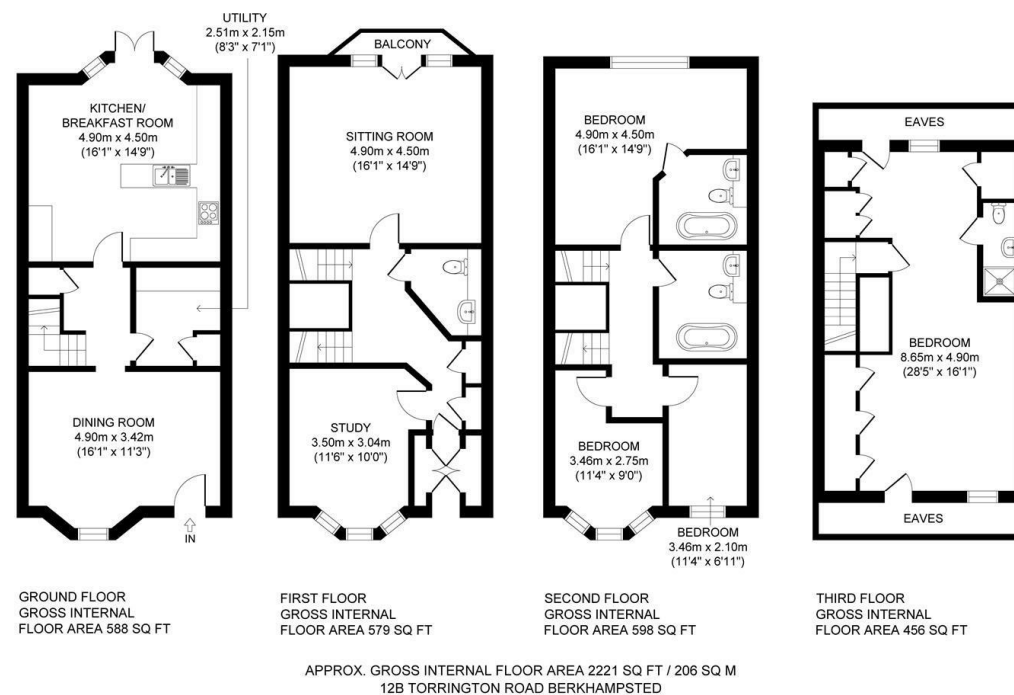 UTILITY
2.51m x 2.15m
(8'3" x 7'1")
KITCHEN/
BREAKFAST ROOM
4.90m x 4.50m
(16'1" x 14'9")
DINING ROOM
4.90m x 3.42m
(16'1" x 11'3")
IN
GROUND FLOOR
GROSS INTERNAL
FLOOR AREA 588 SQ FT
BALCONY
SITTING ROOM
4.90m x 4.50m
(16'1" x 14'9")
STUDY
3.50m x 3.04m
(11'6" x 10'0")
FIRST FLOOR
GROSS INTERNAL
FLOOR AREA 579 SQ FT
BEDROOM
4.90m x 4.50m
(16'1" x 14'9")
BEDROOM
3.46m x 2.75m
(11'4" x 9'0")
BEDROOM
3.46m x 2.10m
(11'4" x 6'11")
SECOND FLOOR
GROSS INTERNAL
FLOOR AREA 598 SQ FT
EAVES
BEDROOM
8.65m x 4.90m
(28'5" x 16'1")
EAVES
THIRD FLOOR
GROSS INTERNAL
FLOOR AREA 456 SQ FT
APPROX. GROSS INTERNAL FLOOR AREA 2221 SQ FT / 206 SQ M
12B TORRINGTON ROAD BERKHAMPSTED